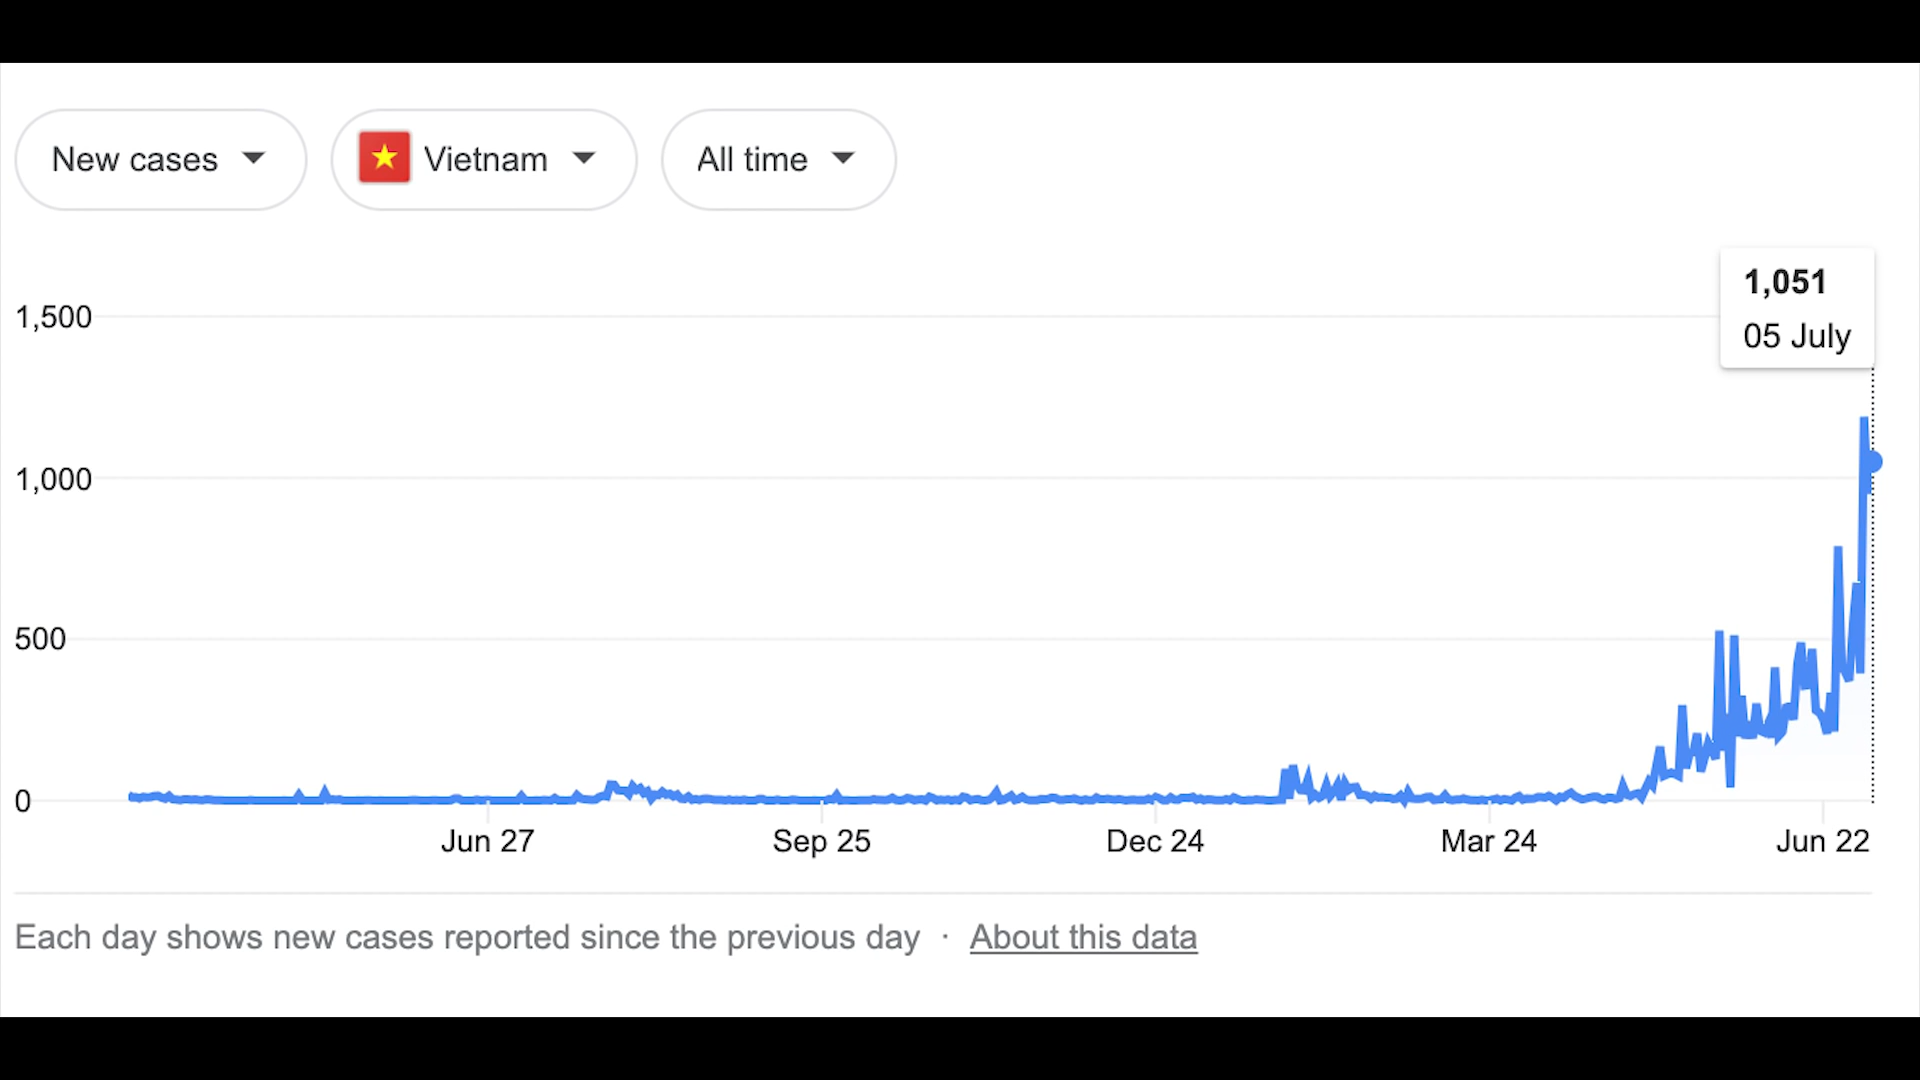 New cases
Vietnam
All time
1,051
05 July
1,500
1,000
500
0
Jun 27
Sep 25
Dec 24
Mar 24
Jun 22
Each day shows new cases reported since the previous day · About this data